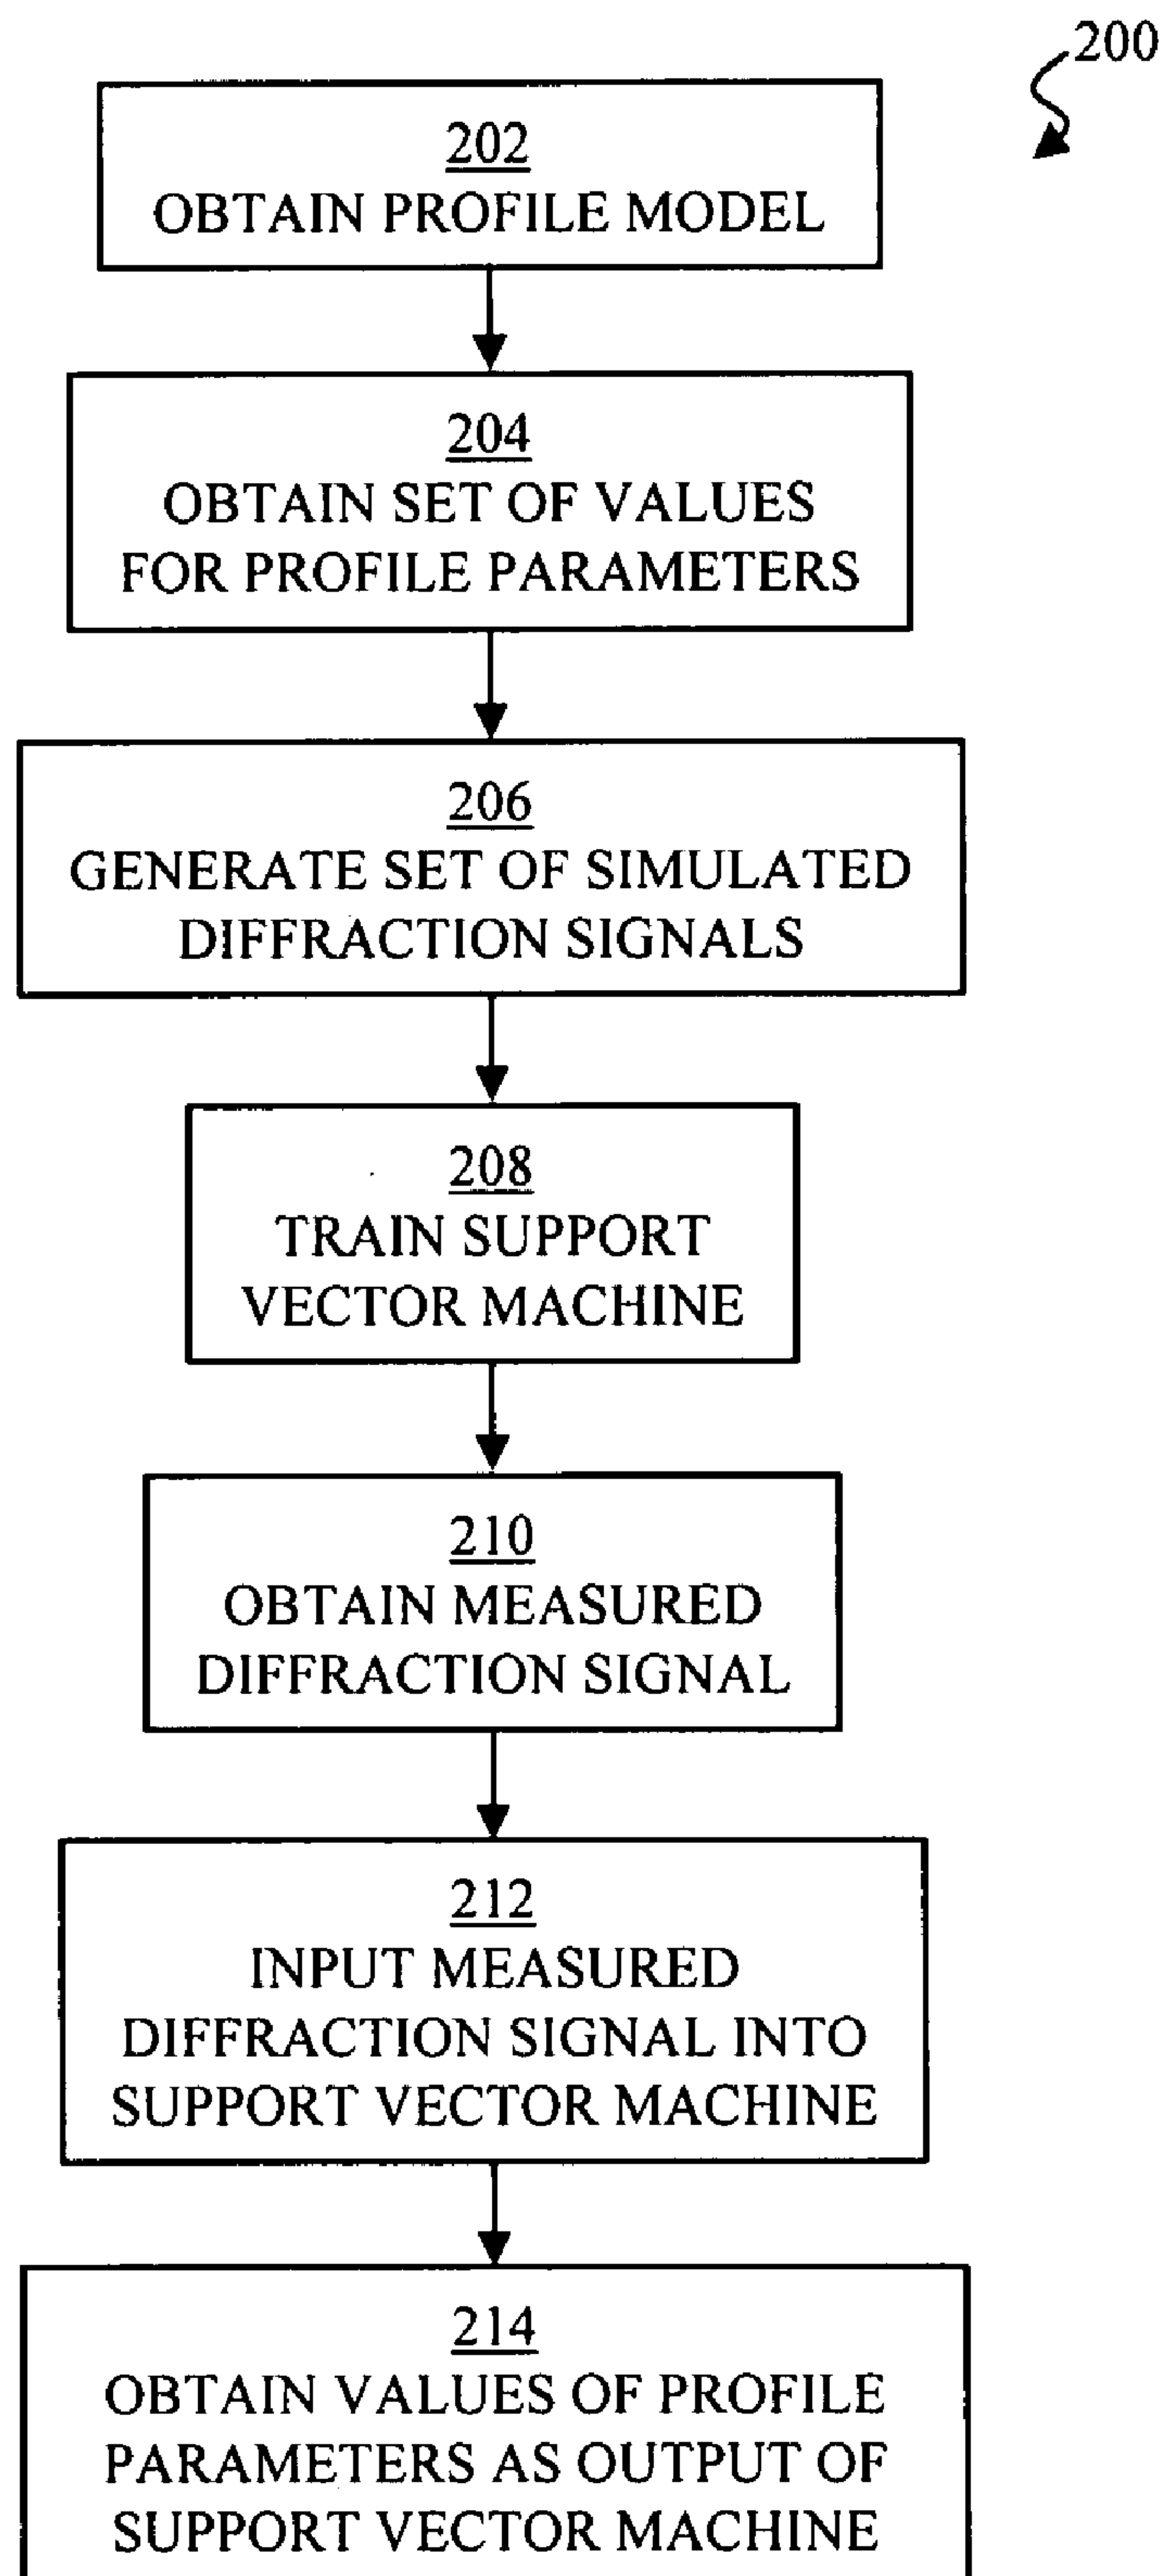 200
202
OBTAIN PROFILE MODEL
204
OBTAIN SET OF VALUES
FOR PROFILE PARAMETERS
206
GENERATE SET OF SIMULATED
DIFFRACTION SIGNALS
208
TRAIN SUPPORT
VECTOR MACHINE
210
OBTAIN MEASURED
DIFFRACTION SIGNAL
212
INPUT MEASURED
DIFFRACTION SIGNAL INTO
SUPPORT VECTOR MACHINE
214
OBTAIN VALUES OF PROFILE
PARAMETERS AS OUTPUT OF
SUPPORT VECTOR MACHINE